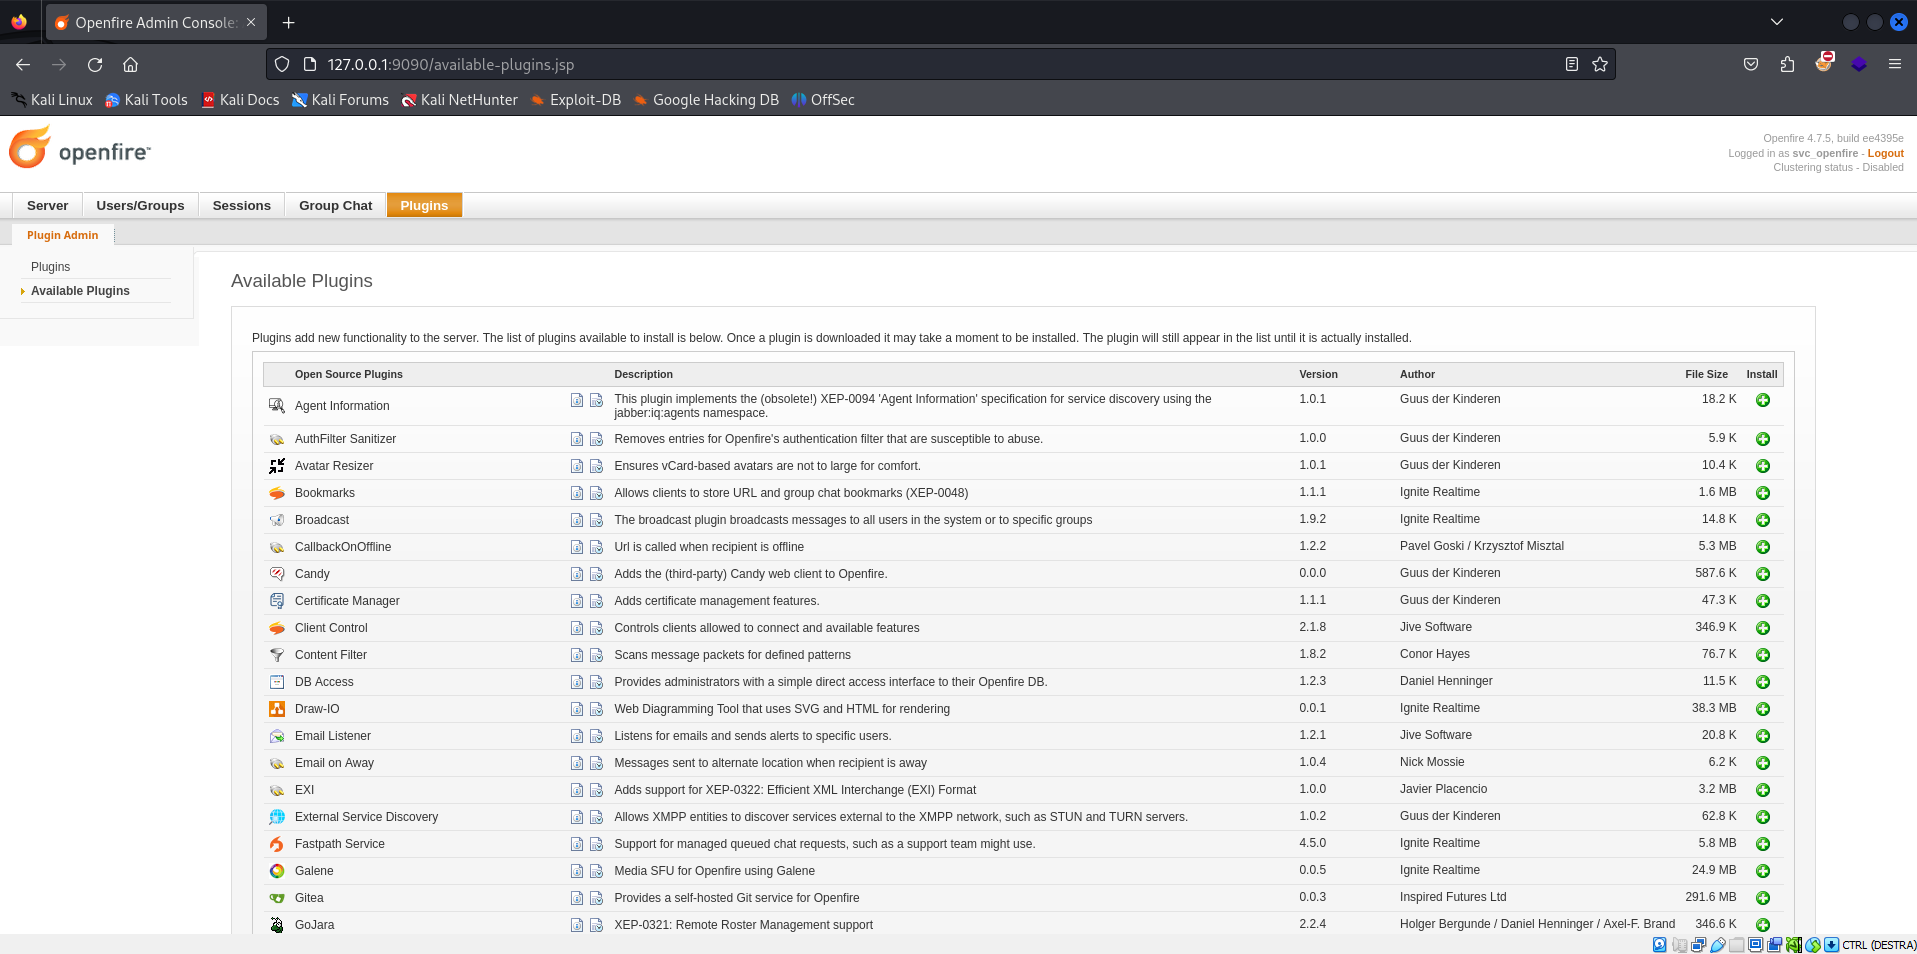 Openfire Admin Console:
127.0.0.1:9090/available-plugins.jsp
Kali Linux Kali Tools Kali Docs Kali Forums Kali NetHunter Exploit-DB Google Hacking DB OffSec
openfire™
Openfire 4.7.5, build ee4395e
Logged in as svc_openfire - Logout
Clustering status - Disabled
Server Users/Groups Sessions Group Chat Plugins
Plugin Admin
Plugins
Available Plugins
Available Plugins
Plugins add new functionality to the server. The list of plugins available to install is below. Once a plugin is downloaded it may take a moment to be installed. The plugin will still appear in the list until it is actually installed.
Open Source Plugins Description Version Author File Size Install
Agent Information This plugin implements the (obsolete!) XEP-0094 'Agent Information' specification for service discovery using the 1.0.1 Guus der Kinderen 18.2 K
jabber:iq:agents namespace.
AuthFilter Sanitizer Removes entries for Openfire's authentication filter that are susceptible to abuse. 1.0.0 Guus der Kinderen 5.9 K
Avatar Resizer Ensures vCard-based avatars are not to large for comfort. 1.0.1 Guus der Kinderen 10.4 K
Bookmarks Allows clients to store URL and group chat bookmarks (XEP-0048) 1.1.1 Ignite Realtime 1.6 MB
Broadcast The broadcast plugin broadcasts messages to all users in the system or to specific groups 1.9.2 Ignite Realtime 14.8 K
CallbackOnOffline Url is called when recipient is offline 1.2.2 Pavel Goski / Krzysztof Misztal 5.3 MB
Candy Adds the (third-party) Candy web client to Openfire. 0.0.0 Guus der Kinderen 587.6 K
Certificate Manager Adds certificate management features. 1.1.1 Guus der Kinderen 47.3 K
Client Control Controls clients allowed to connect and available features 2.1.8 Jive Software 346.9 K
Content Filter Scans message packets for defined patterns 1.8.2 Conor Hayes 76.7 K
DB Access Provides administrators with a simple direct access interface to their Openfire DB. 1.2.3 Daniel Henninger 11.5 K
Draw-IO Web Diagramming Tool that uses SVG and HTML for rendering 0.0.1 Ignite Realtime 38.3 MB
Email Listener Listens for emails and sends alerts to specific users. 1.2.1 Jive Software 20.8 K
Email on Away Messages sent to alternate location when recipient is away 1.0.4 Nick Mossie 6.2 K
EXI Adds support for XEP-0322: Efficient XML Interchange (EXI) Format 1.0.0 Javier Placencio 3.2 MB
External Service Discovery Allows XMPP entities to discover services external to the XMPP network, such as STUN and TURN servers. 1.0.2 Guus der Kinderen 62.8 K
Fastpath Service Support for managed queued chat requests, such as a support team might use. 4.5.0 Ignite Realtime 5.8 MB
Galene Media SFU for Openfire using Galene 0.0.5 Ignite Realtime 24.9 MB
Gitea Provides a self-hosted Git service for Openfire 0.0.3 Inspired Futures Ltd 291.6 MB
GoJara XEP-0321: Remote Roster Management support 2.2.4 Holger Bergunde / Daniel Henninger / Axel-F. Brand 346.6 K
CTRL (DESTRA)